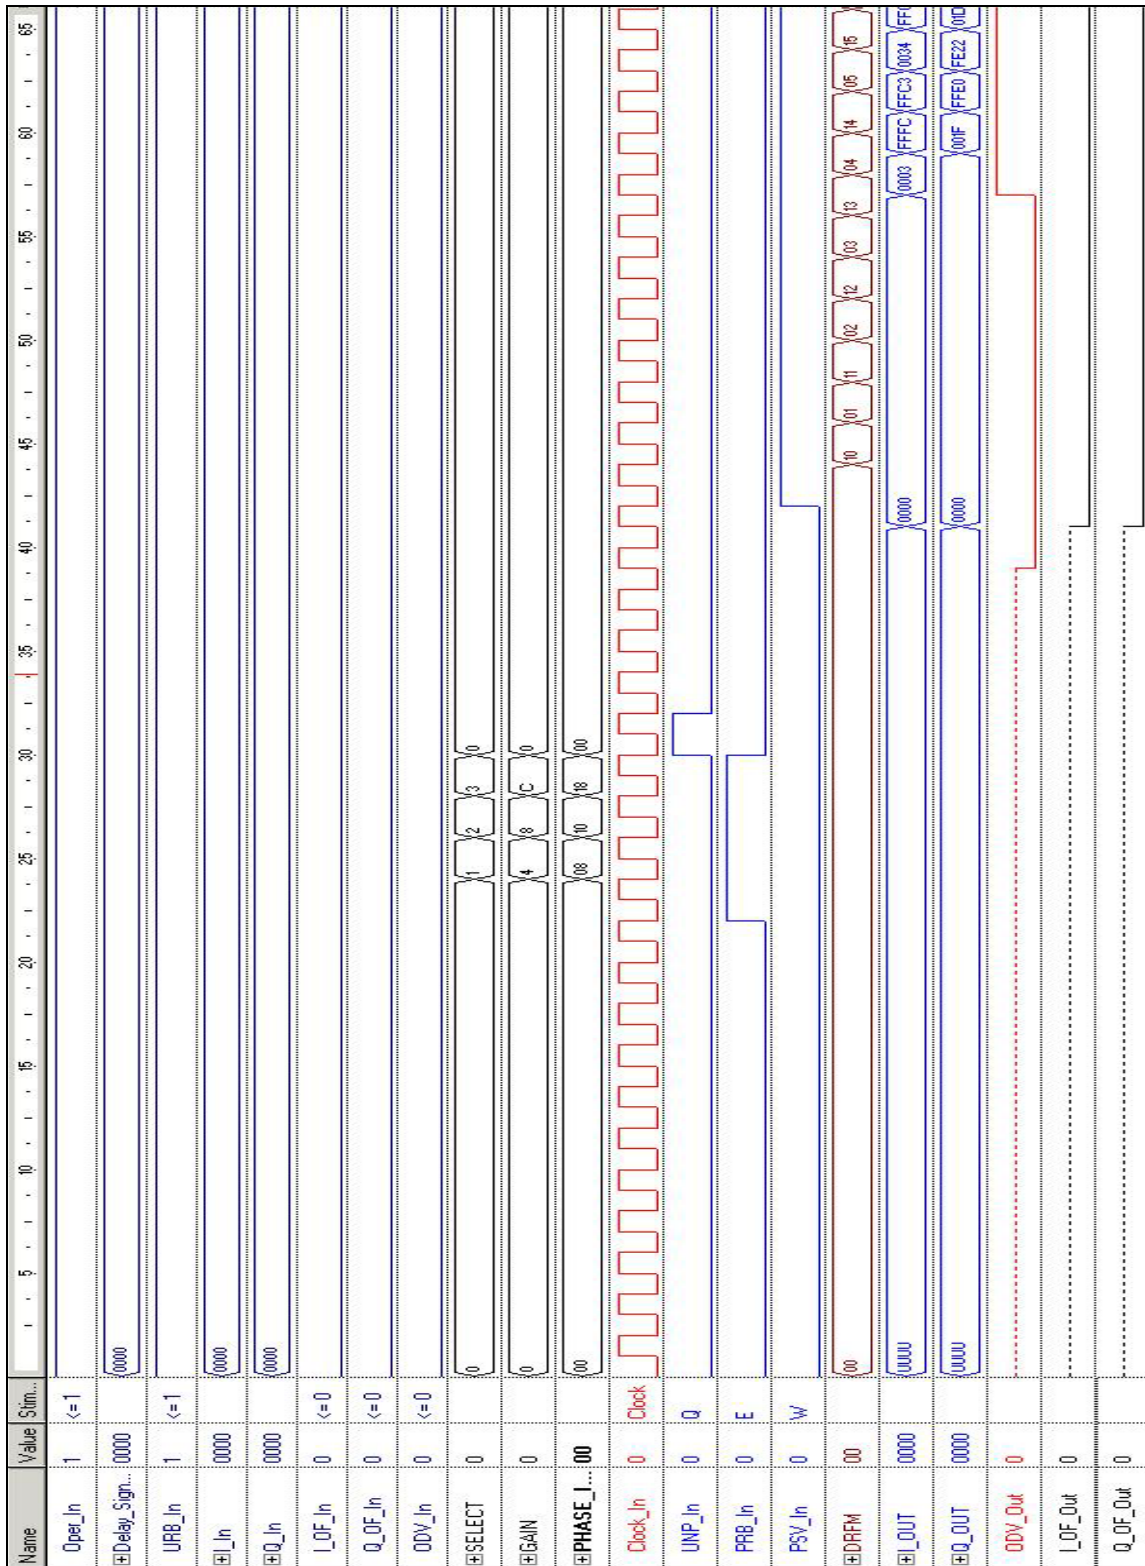 Name Value Stim... 5 10 15 20 25 30 35 40 45 50 55 60 65
Oper_In 1 <= 1
Delay_Sign... 0000 0000
URB_In 1 <= 1
I_In 0000 0000
Q_In 0000 0000
I_OF_In 0 <= 0
Q_OF_In 0 <= 0
ODV_In 0 <= 0
SELECT 0 0 1 2 3 0
GAIN 0 0 4 8 C 0
PHASE_I... 00 00 08 10 18 00
Clock_In 0 Clock
UNP_In 0 Q
PRB_In 0 E
PSV_In 0 W
DRFM 00 00 10 01 11 02 12 03 13 04 14 05 15
I_OUT 0000 UUUU 0000 0003 FFFC FFC3 0034
Q_OUT 0000 UUUU 0000 001F FFE0 FE22 01D
ODV_Out 0
I_OF_Out 0
Q_OF_Out 0